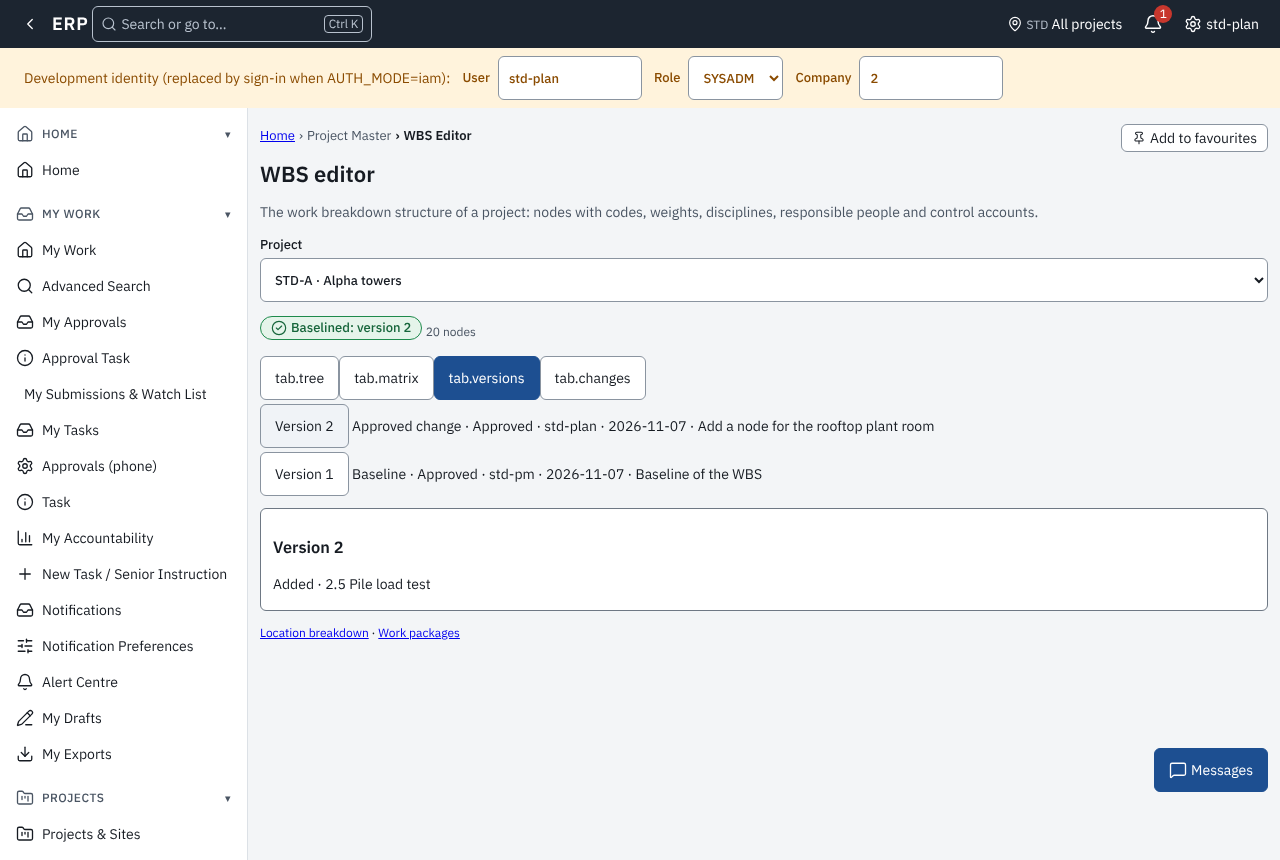 ERP
Search or go to...
Ctrl K
STD All projects
1
std-plan
Development identity (replaced by sign-in when AUTH_MODE=iam): User std-plan Role SYSADM Company 2
HOME
Home
MY WORK
My Work
Advanced Search
My Approvals
Approval Task
My Submissions & Watch List
My Tasks
Approvals (phone)
Task
My Accountability
New Task / Senior Instruction
Notifications
Notification Preferences
Alert Centre
My Drafts
My Exports
PROJECTS
Projects & Sites
Home › Project Master › WBS Editor
Add to favourites
WBS editor
The work breakdown structure of a project: nodes with codes, weights, disciplines, responsible people and control accounts.
Project
STD-A · Alpha towers
Baselined: version 2 20 nodes
tab.tree tab.matrix tab.versions tab.changes
Version 2 Approved change · Approved · std-plan · 2026-11-07 · Add a node for the rooftop plant room
Version 1 Baseline · Approved · std-pm · 2026-11-07 · Baseline of the WBS
Version 2
Added · 2.5 Pile load test
Location breakdown · Work packages
Messages